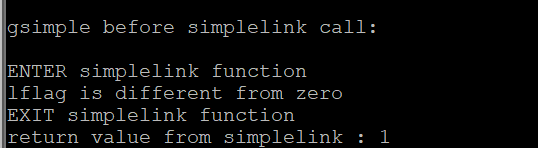 gsimple before simplelink call:
ENTER simplelink function
lflag is different from zero
EXIT simplelink function
return value from simplelink : 1